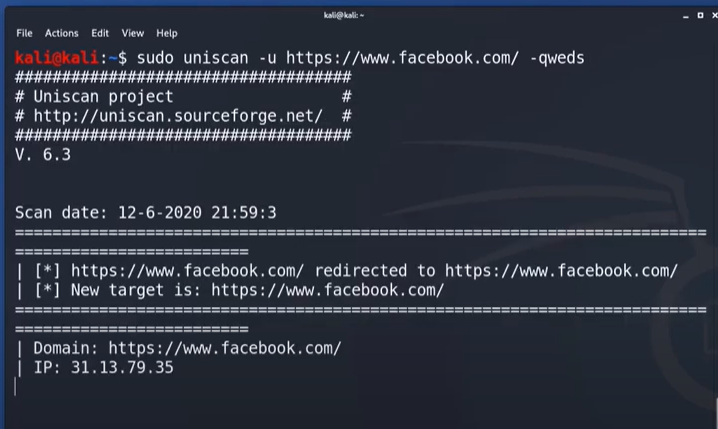 kali@kali: ~
File Actions Edit View Help
kali@kali:~$ sudo uniscan -u https://www.facebook.com/ -qweds
####################################
# Uniscan project                  #
# http://uniscan.sourceforge.net/  #
####################################
V. 6.3
Scan date: 12-6-2020 21:59:3
===========================================================================
=========================
| [*] https://www.facebook.com/ redirected to https://www.facebook.com/
| [*] New target is: https://www.facebook.com/
===========================================================================
=========================
| Domain: https://www.facebook.com/
| IP: 31.13.79.35